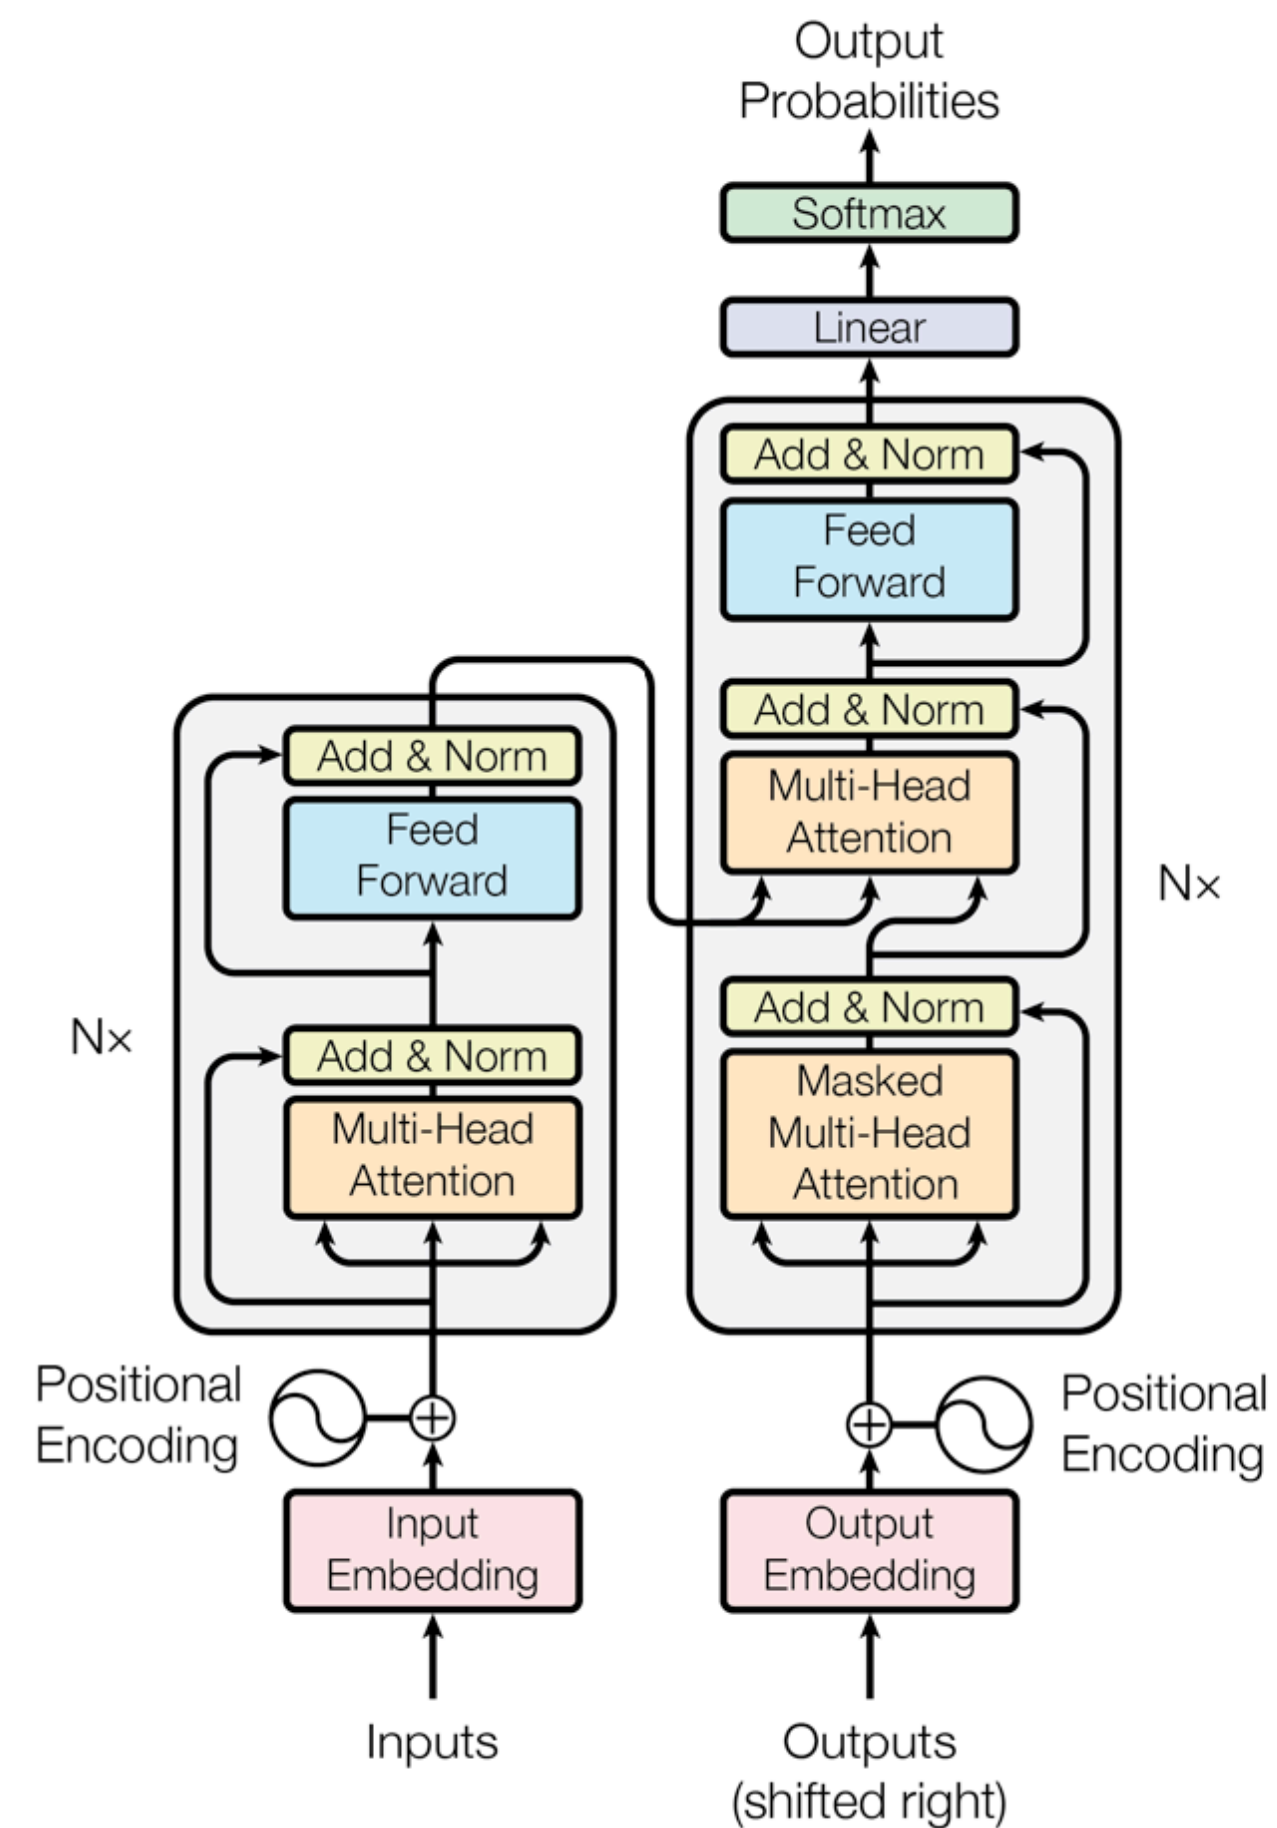 Output
Probabilities
Softmax
Linear
Add & Norm
Feed
Forward
Add & Norm
Multi-Head
Attention
Nx
Add & Norm
Masked
Multi-Head
Attention
Add & Norm
Feed
Forward
Nx
Add & Norm
Multi-Head
Attention
Positional
Encoding
Positional
Encoding
Input
Embedding
Output
Embedding
Inputs
Outputs
(shifted right)